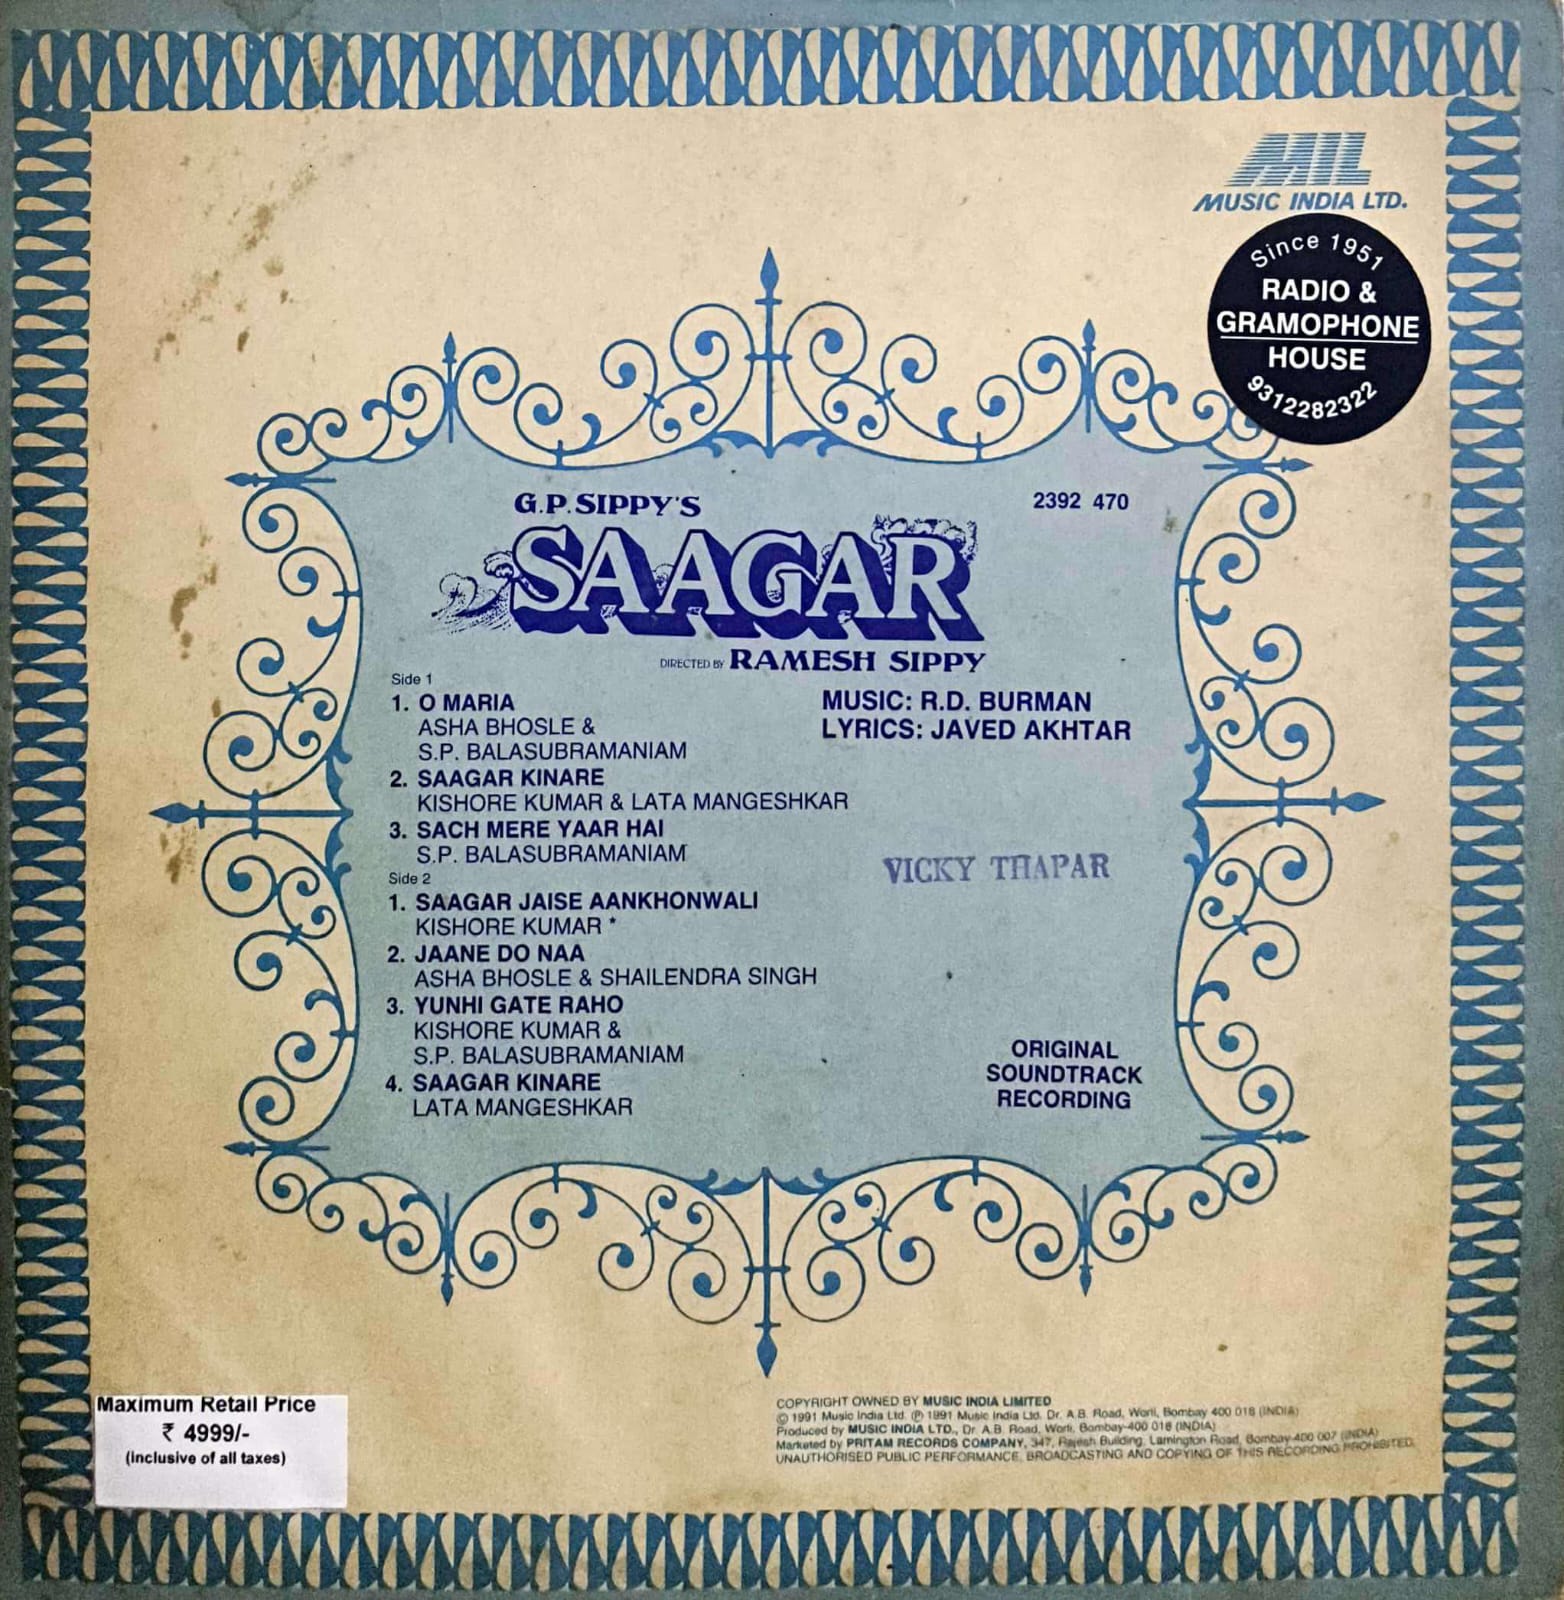 MIL
MUSIC INDIA LTD.
Since 1951
RADIO &
GRAMOPHONE
HOUSE
9312282322
G.P. SIPPY'S
2392 470
SAAGAR
DIRECTED BY RAMESH SIPPY
Side 1
1. O MARIA
ASHA BHOSLE &
S.P. BALASUBRAMANIAM
2. SAAGAR KINARE
KISHORE KUMAR & LATA MANGESHKAR
3. SACH MERE YAAR HAI
S.P. BALASUBRAMANIAM
Side 2
1. SAAGAR JAISE AANKHONWALI
KISHORE KUMAR *
2. JAANE DO NAA
ASHA BHOSLE & SHAILENDRA SINGH
3. YUNHI GATE RAHO
KISHORE KUMAR &
S.P. BALASUBRAMANIAM
4. SAAGAR KINARE
LATA MANGESHKAR
MUSIC: R.D. BURMAN
LYRICS: JAVED AKHTAR
VICKY THAPAR
ORIGINAL
SOUNDTRACK
RECORDING
Maximum Retail Price
₹ 4999/-
(inclusive of all taxes)
COPYRIGHT OWNED BY MUSIC INDIA LIMITED
© 1991 Music India Ltd. ℗ 1991 Music India Ltd. Dr. A.B. Road, Worli, Bombay 400 018 (INDIA)
Produced by MUSIC INDIA LTD., Dr. A.B. Road, Worli, Bombay-400 018 (INDIA)
Marketed by PRITAM RECORDS COMPANY, 347, Rajesh Building, Lamington Road, Bombay-400 007 (INDIA)
UNAUTHORISED PUBLIC PERFORMANCE, BROADCASTING AND COPYING OF THIS RECORDING PROHIBITED.